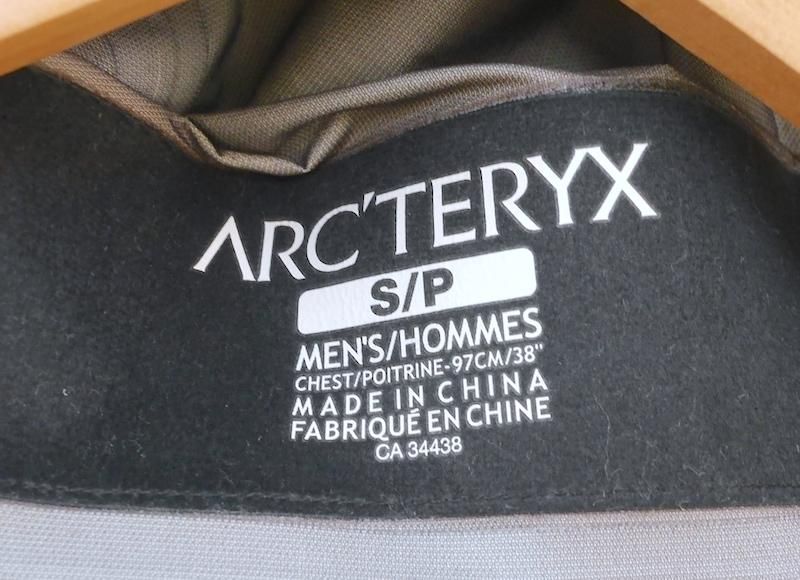 ARC'TERYX
S/P
MEN'S/HOMMES
CHEST/POITRINE-97CM/38"
MADE IN CHINA
FABRIQUÉ EN CHINE
CA 34438